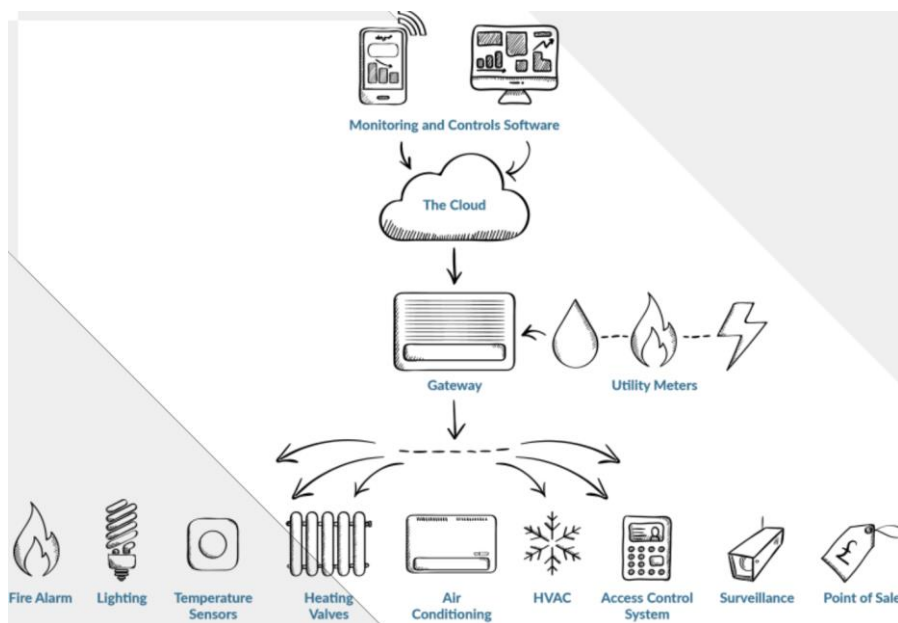 Monitoring and Controls Software
The Cloud
Gateway
Utility Meters
Fire Alarm
Lighting
Temperature
Sensors
Heating
Valves
Air
Conditioning
HVAC
Access Control
System
Surveillance
£
Point of Sale